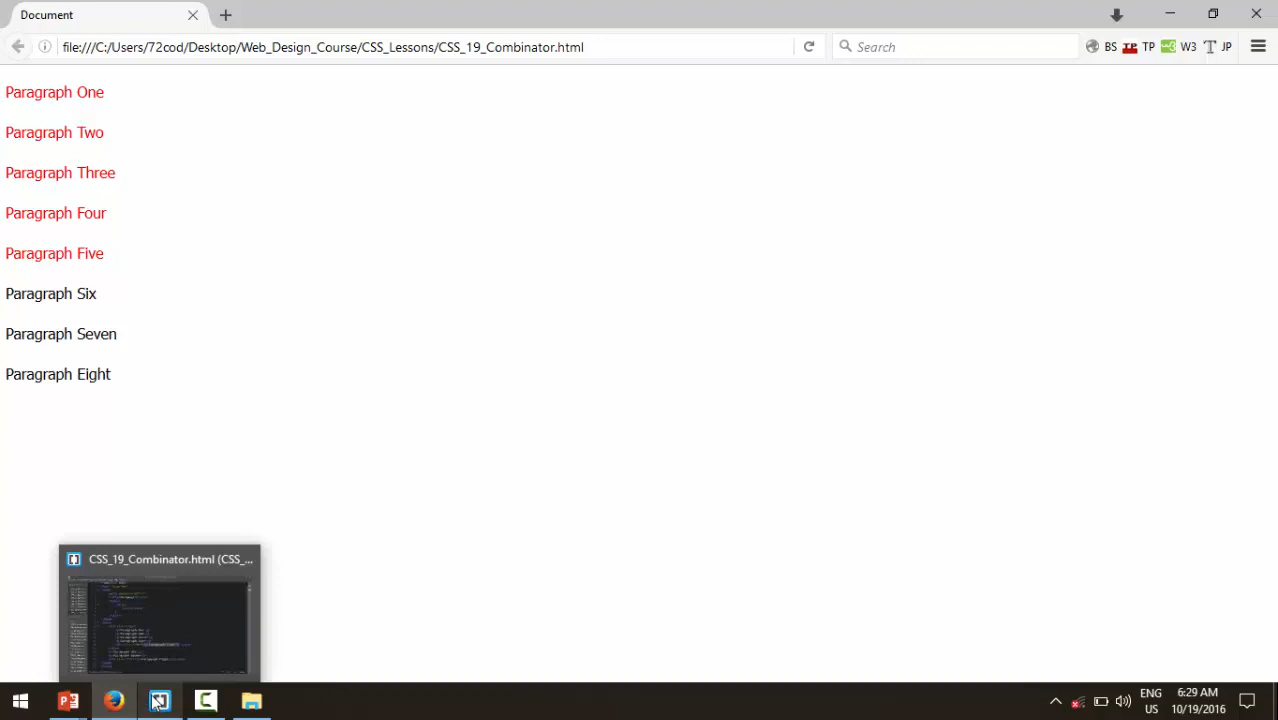 Document
file:///C:/Users/72cod/Desktop/Web_Design_Course/CSS_Lessons/CSS_19_Combinator.html
Search
BS TP W3 JP
Paragraph One
Paragraph Two
Paragraph Three
Paragraph Four
Paragraph Five
Paragraph Six
Paragraph Seven
Paragraph Eight
CSS_19_Combinator.html (CSS_...
ENG
US
6:29 AM
10/19/2016